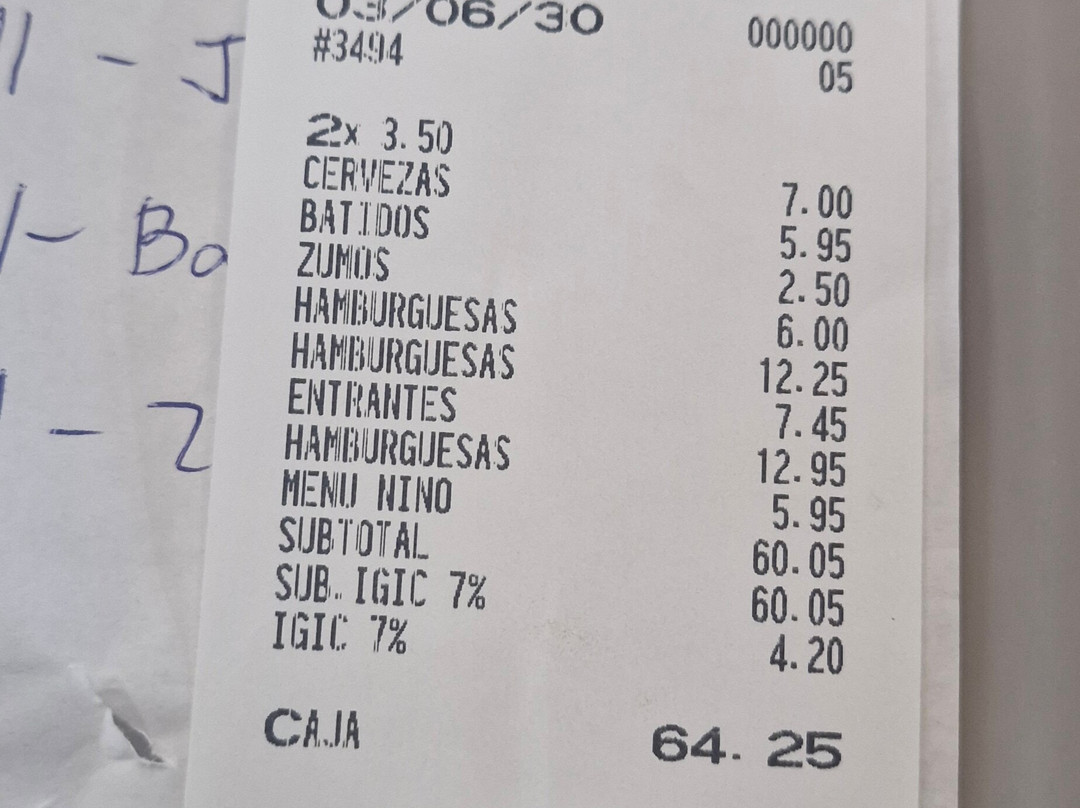 03/06/30 000000
#3494 05
2x 3.50
CERVEZAS 7.00
BATIDOS 5.95
ZUMOS 2.50
HAMBURGUESAS 6.00
HAMBURGUESAS 12.25
ENTRANTES 7.45
HAMBURGUESAS 12.95
MENU NINO 5.95
SUBTOTAL 60.05
SUB. IGIC 7% 60.05
IGIC 7% 4.20
CAJA 64.25
- J
- Ba
- Z